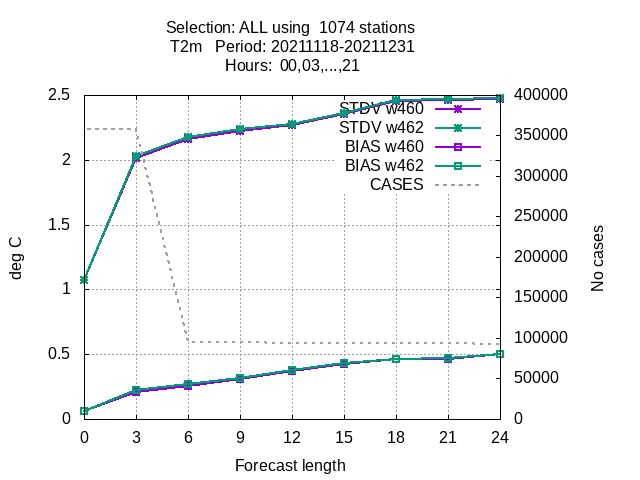 Selection: ALL using  1074 stations
T2m   Period: 20211118-20211231
Hours:  00,03,...,21
2.5
2
1.5
1
0.5
0
400000
350000
300000
250000
200000
150000
100000
50000
0
deg C
No cases
STDV w460
STDV w462
BIAS w460
BIAS w462
CASES
0 3 6 9 12 15 18 21 24
Forecast length